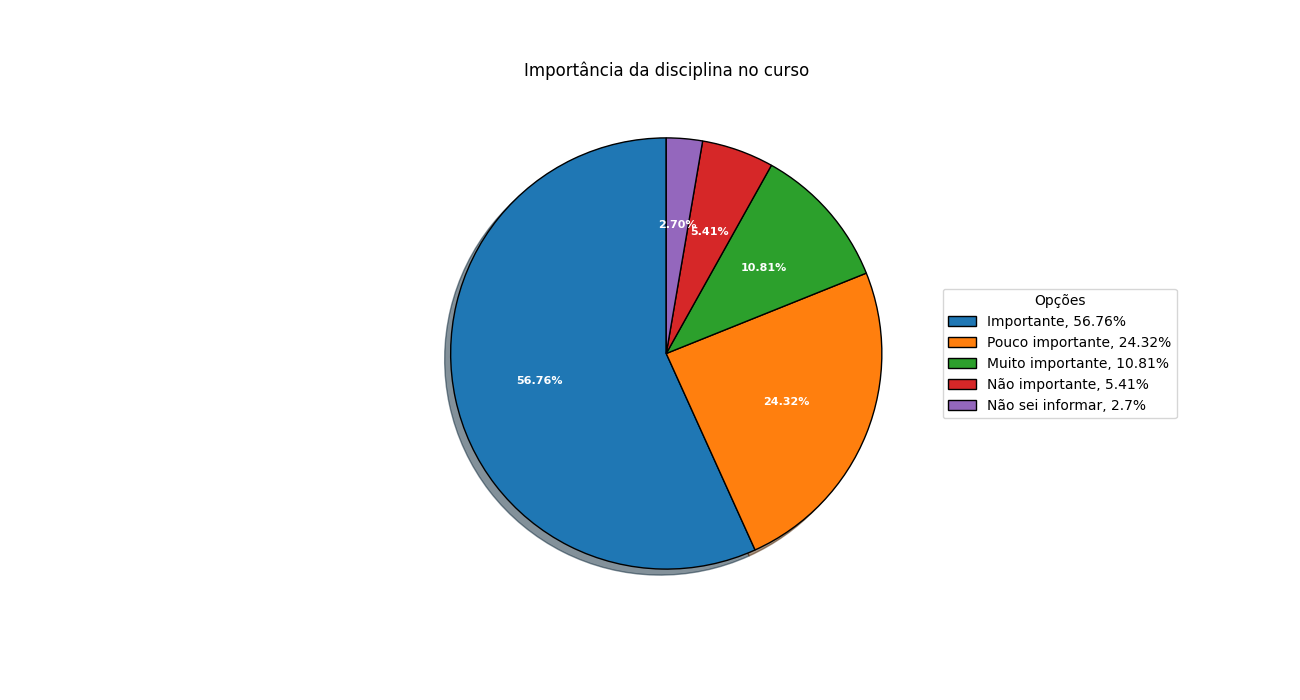 Importância da disciplina no curso
2.70%
5.41%
10.81%
56.76%
24.32%
Opções
Importante, 56.76%
Pouco importante, 24.32%
Muito importante, 10.81%
Não importante, 5.41%
Não sei informar, 2.7%